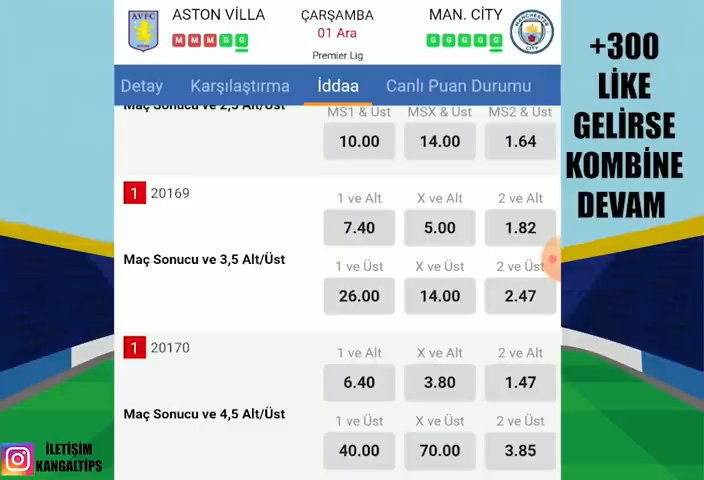 AVFC
ASTON VİLLA
M M M G G
ÇARŞAMBA
01 Ara
Premier Lig
MAN. CİTY
G G G G G
MANCHESTER
CITY
Detay Karşılaştırma İddaa Canlı Puan Durumu
Maç Sonucu ve 2,5 Alt/Üst
MS1 & Üst MSX & Üst MS2 & Üst
10.00 14.00 1.64
1 20169
1 ve Alt X ve Alt 2 ve Alt
7.40 5.00 1.82
Maç Sonucu ve 3,5 Alt/Üst
1 ve Üst X ve Üst 2 ve Üst
26.00 14.00 2.47
1 20170
1 ve Alt X ve Alt 2 ve Alt
6.40 3.80 1.47
Maç Sonucu ve 4,5 Alt/Üst
1 ve Üst X ve Üst 2 ve Üst
40.00 70.00 3.85
+300
LİKE
GELİRSE
KOMBİNE
DEVAM
İLETİŞİM
KANGALTİPS